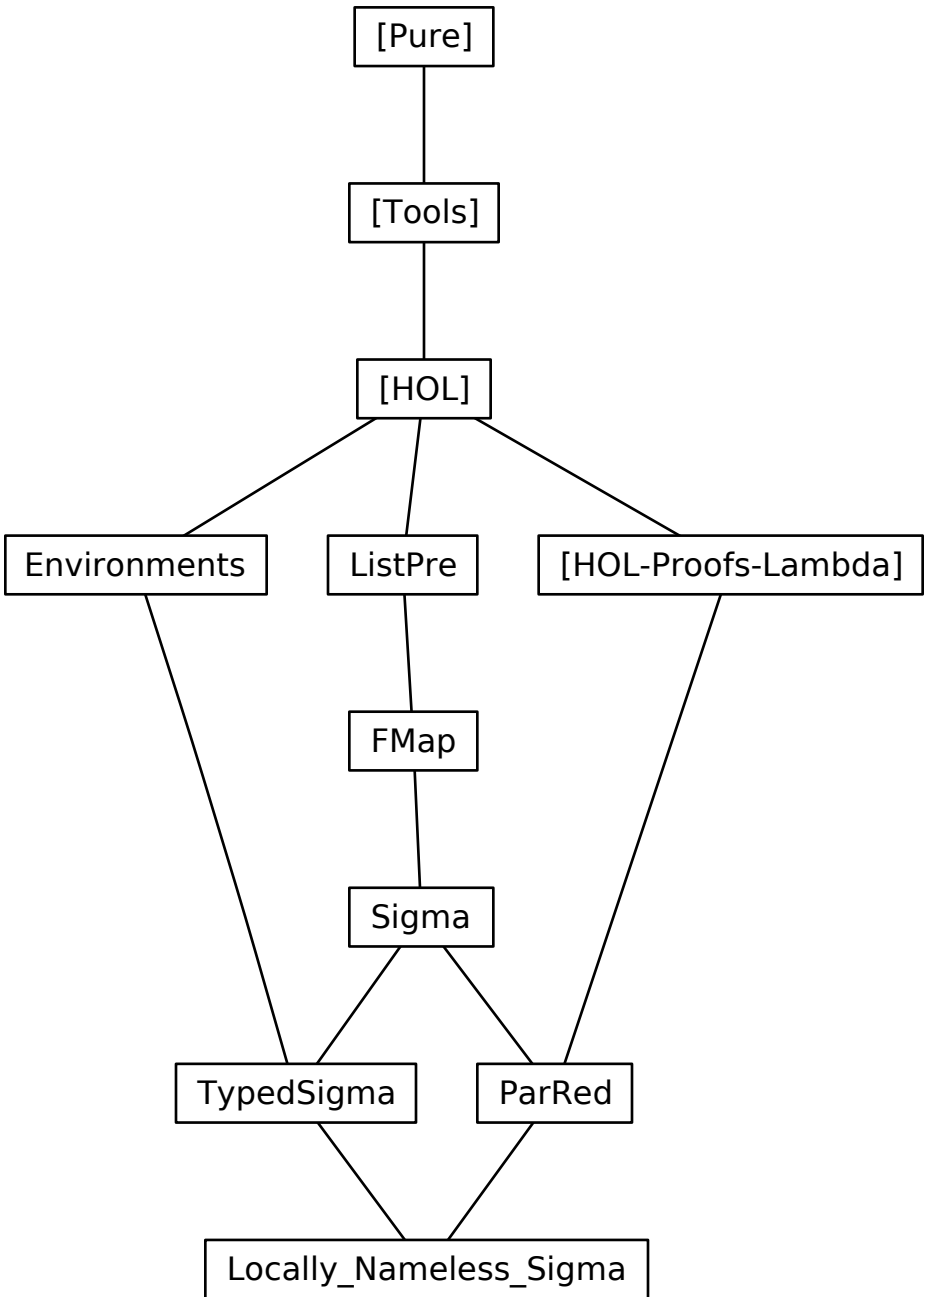 [Pure]
[Tools]
[HOL]
Environments
ListPre
[HOL-Proofs-Lambda]
FMap
Sigma
TypedSigma
ParRed
Locally_Nameless_Sigma